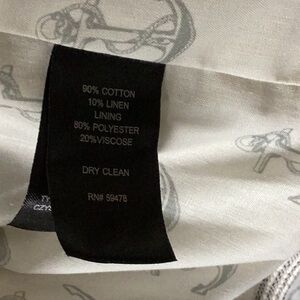 90% COTTON
10% LINEN
LINING
80% POLYESTER
20%VISCOSE
DRY CLEAN
RN# 59478